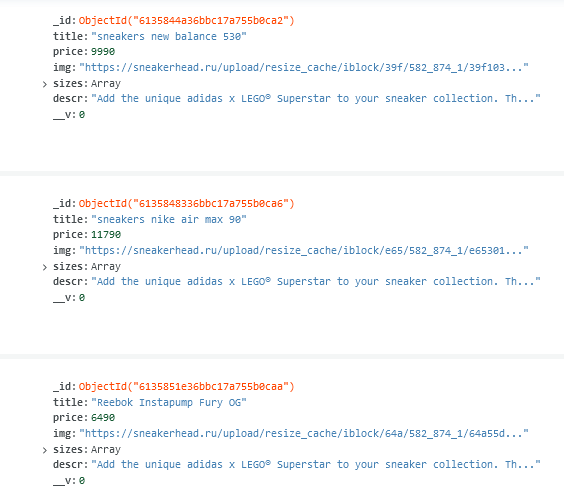 _id: ObjectId("6135844a36bbc17a755b0ca2")
title: "sneakers new balance 530"
price: 9990
img: "https://sneakerhead.ru/upload/resize_cache/iblock/39f/582_874_1/39f103..."
> sizes: Array
descr: "Add the unique adidas x LEGO® Superstar to your sneaker collection. Th..."
__v: 0
_id: ObjectId("6135848336bbc17a755b0ca6")
title: "sneakers nike air max 90"
price: 11790
img: "https://sneakerhead.ru/upload/resize_cache/iblock/e65/582_874_1/e65301..."
> sizes: Array
descr: "Add the unique adidas x LEGO® Superstar to your sneaker collection. Th..."
__v: 0
_id: ObjectId("6135851e36bbc17a755b0caa")
title: "Reebok Instapump Fury OG"
price: 6490
img: "https://sneakerhead.ru/upload/resize_cache/iblock/64a/582_874_1/64a55d..."
> sizes: Array
descr: "Add the unique adidas x LEGO® Superstar to your sneaker collection. Th..."
__v: 0